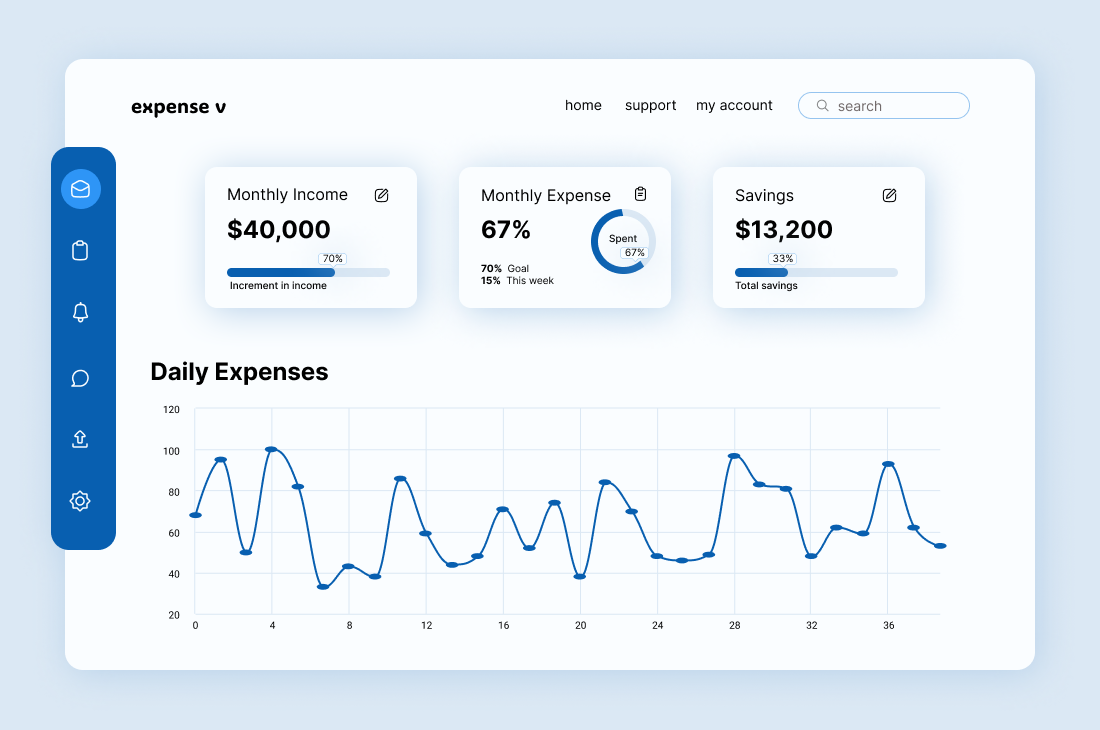 expense v
home support my account search
Monthly Income
$40,000
70%
Increment in income
Monthly Expense
67%
Spent
67%
70% Goal
15% This week
Savings
$13,200
33%
Total savings
Daily Expenses
120
100
80
60
40
20
0 4 8 12 16 20 24 28 32 36